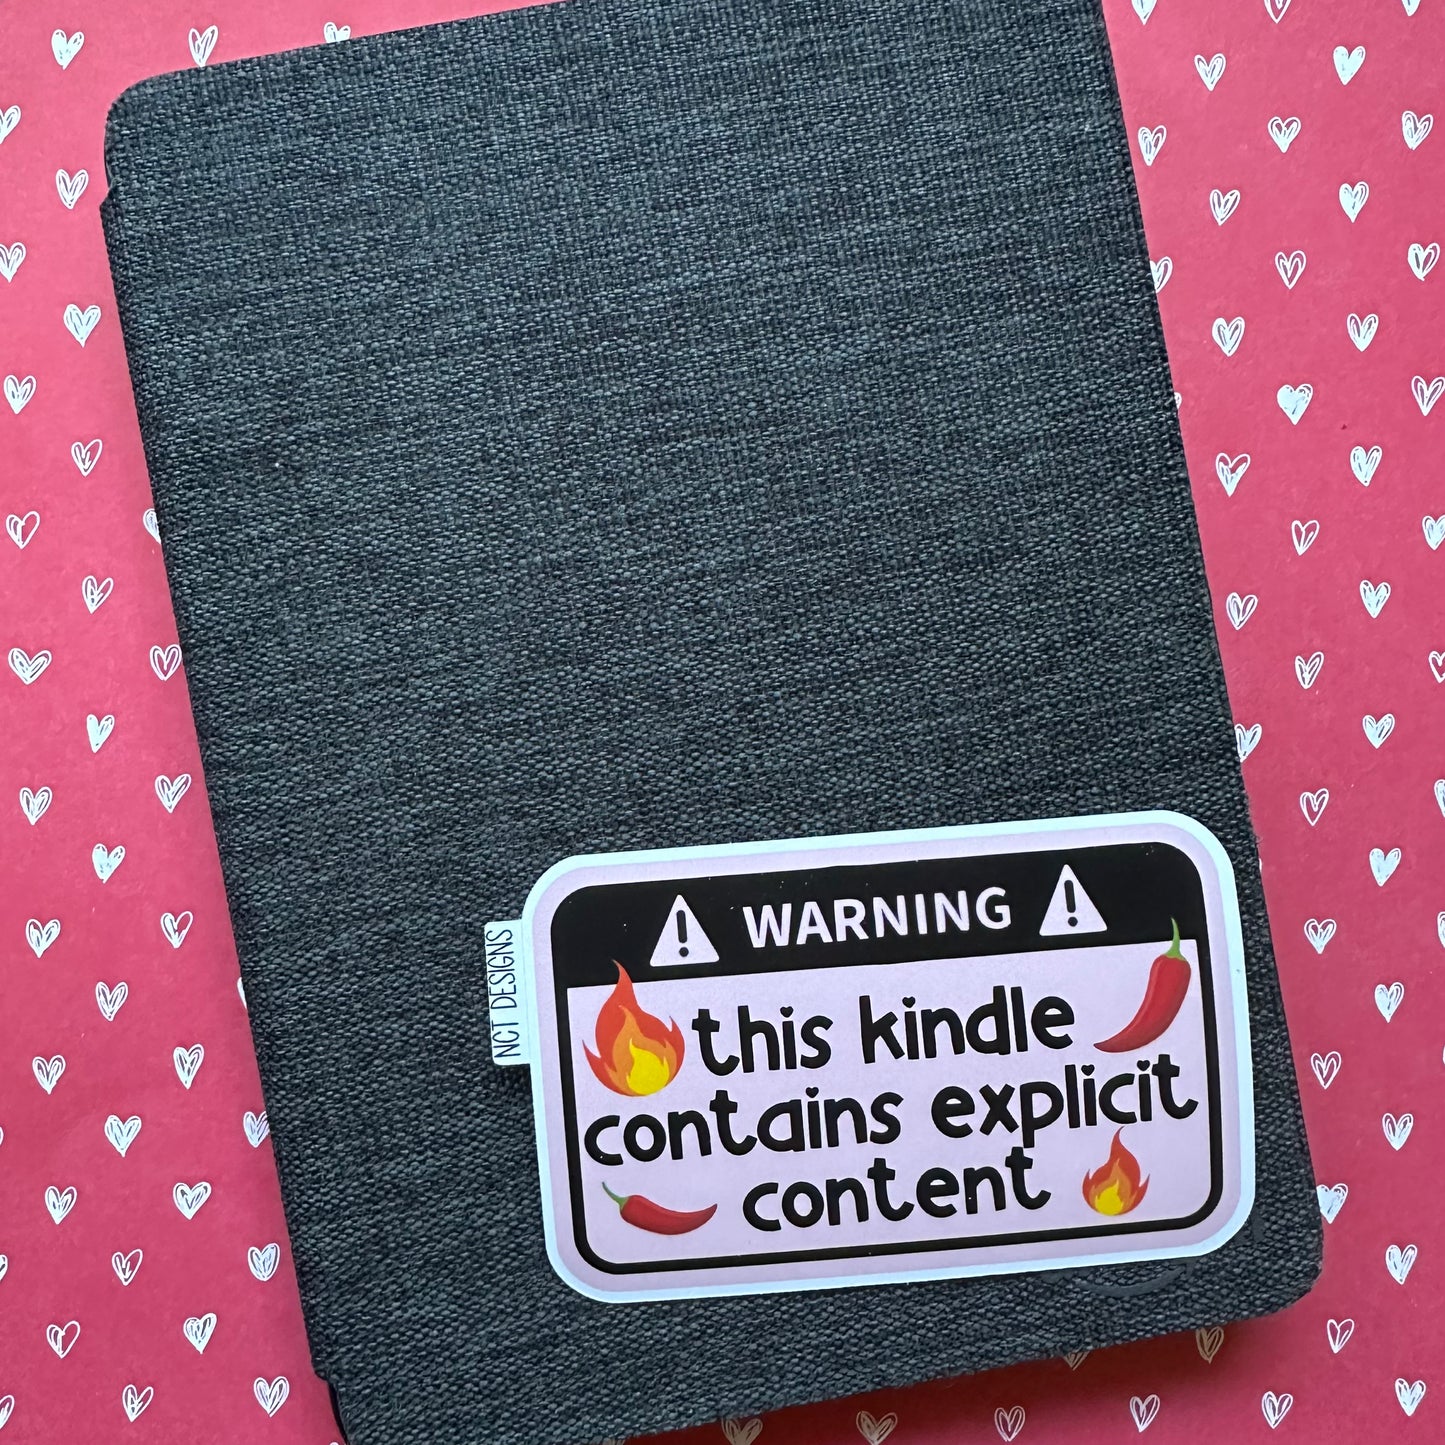 WARNING
this kindle
contains explicit
content
NCT DESIGNS